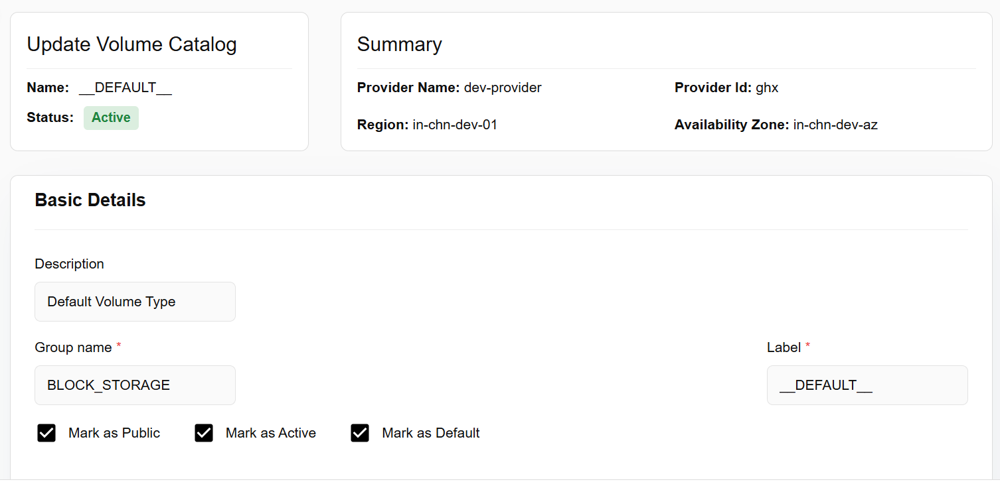 Update Volume Catalog
Name: __DEFAULT__
Status: Active
Summary
Provider Name: dev-provider
Provider Id: ghx
Region: in-chn-dev-01
Availability Zone: in-chn-dev-az
Basic Details
Description
Default Volume Type
Group name *
Label *
BLOCK_STORAGE
__DEFAULT__
Mark as Public
Mark as Active
Mark as Default